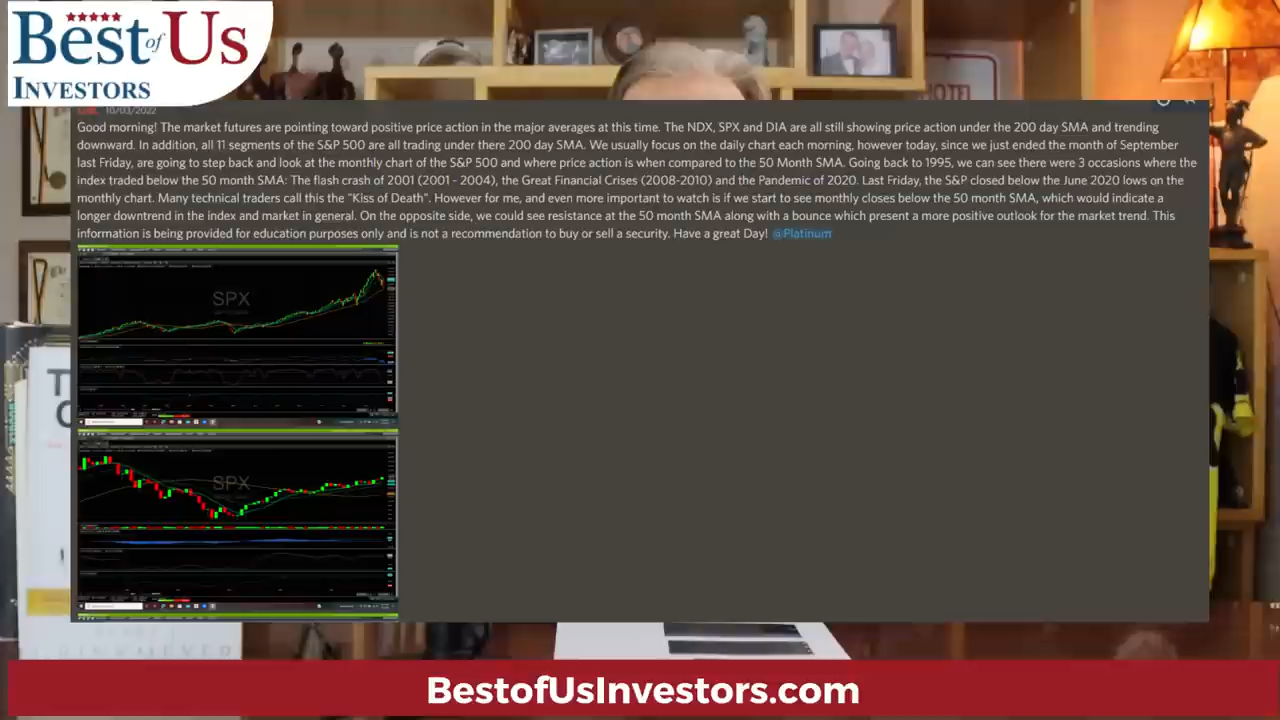 Best of Us
INVESTORS
10/03/2022
Good morning! The market futures are pointing toward positive price action in the major averages at this time. The NDX, SPX and DIA are all still showing price action under the 200 day SMA and trending
downward. In addition, all 11 segments of the S&P 500 are all trading under there 200 day SMA. We usually focus on the daily chart each morning, however today, since we just ended the month of September
last Friday, are going to step back and look at the monthly chart of the S&P 500 and where price action is when compared to the 50 Month SMA. Going back to 1995, we can see there were 3 occasions where the
index traded below the 50 month SMA: The flash crash of 2001 (2001 - 2004), the Great Financial Crises (2008-2010) and the Pandemic of 2020. Last Friday, the S&P closed below the June 2020 lows on the
monthly chart. Many technical traders call this the "Kiss of Death". However for me, and even more important to watch is if we start to see monthly closes below the 50 month SMA, which would indicate a
longer downtrend in the index and market in general. On the opposite side, we could see resistance at the 50 month SMA along with a bounce which present a more positive outlook for the market trend. This
information is being provided for education purposes only and is not a recommendation to buy or sell a security. Have a great Day! @Platinum
SPX
SPX
BestofUsInvestors.com